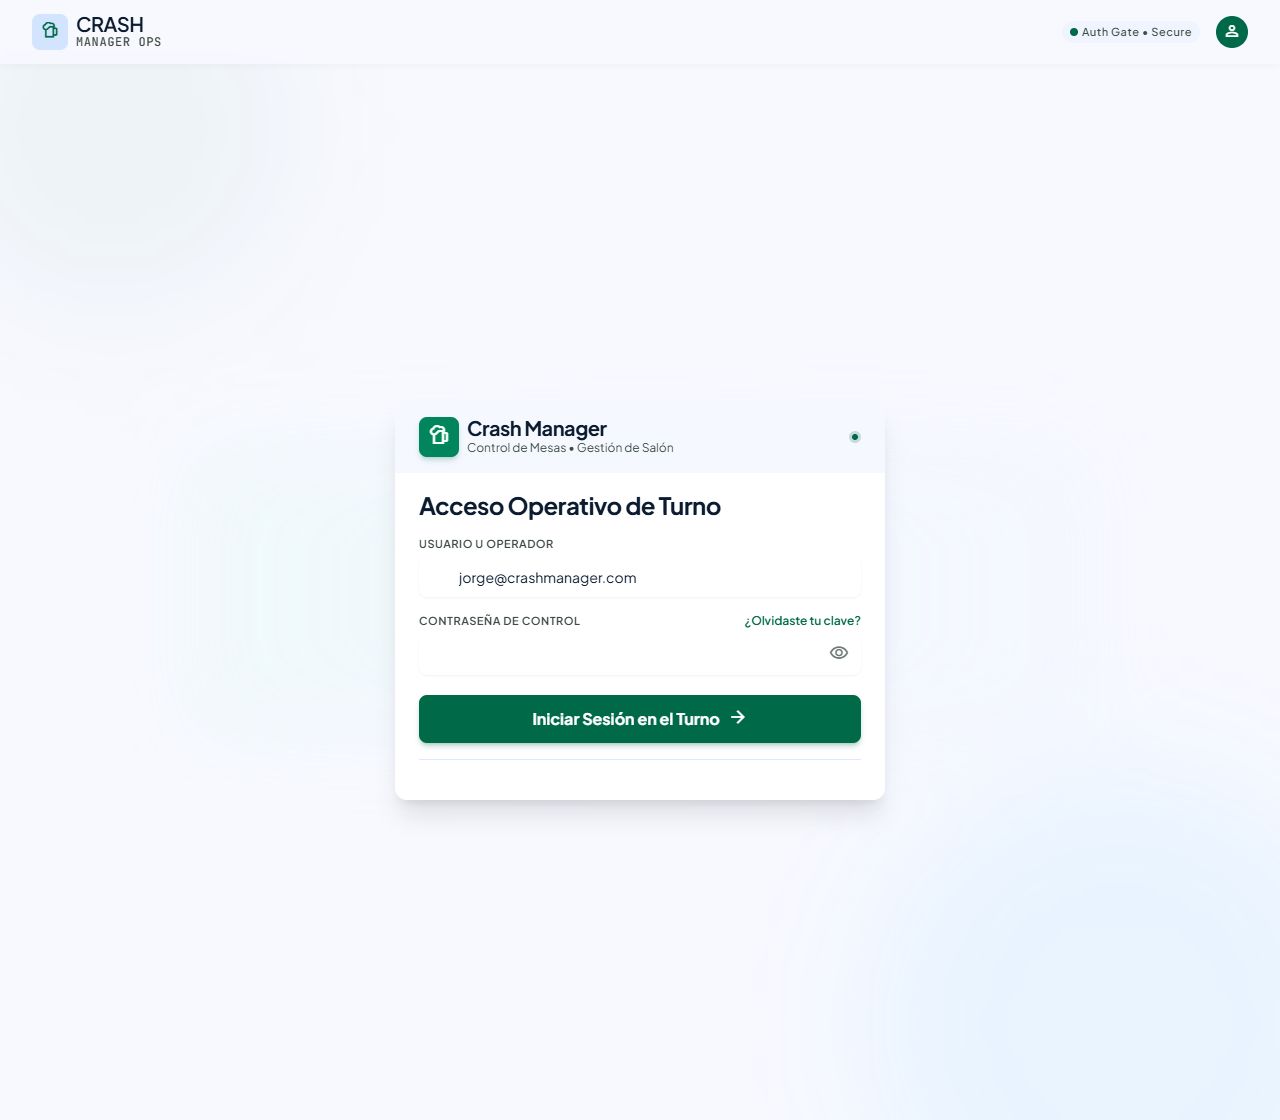 CRASH
MANAGER OPS
Auth Gate • Secure
Crash Manager
Control de Mesas • Gestión de Salón
Acceso Operativo de Turno
USUARIO U OPERADOR
jorge@crashmanager.com
CONTRASEÑA DE CONTROL
¿Olvidaste tu clave?
Iniciar Sesión en el Turno →